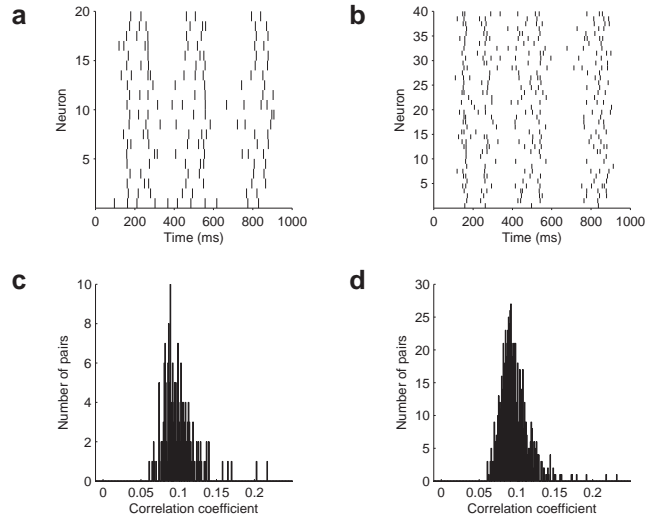 a
20
15
10
5
Neuron
0 200 400 600 800 1000
Time (ms)
b
40
35
30
25
20
15
10
5
Neuron
0 200 400 600 800 1000
Time (ms)
c
10
8
6
4
2
0
Number of pairs
0 0.05 0.1 0.15 0.2
Correlation coefficient
d
30
25
20
15
10
5
0
Number of pairs
0 0.05 0.1 0.15 0.2
Correlation coefficient